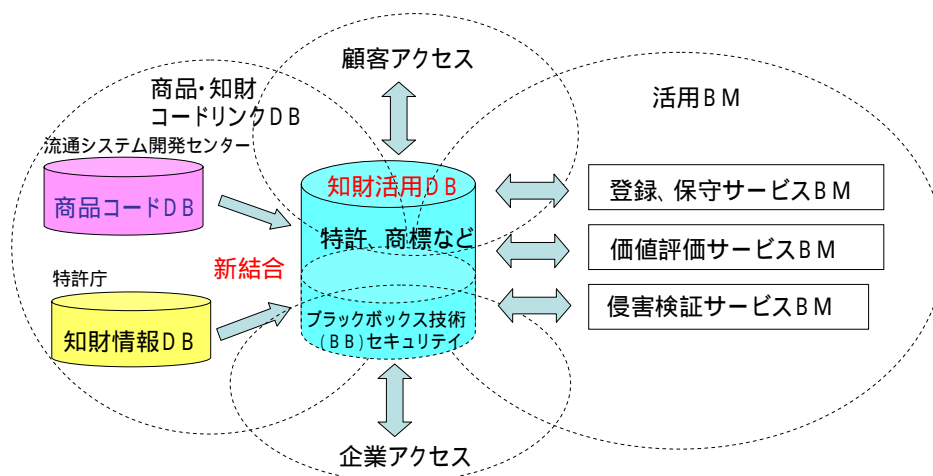 顧客アクセス
商品・知財
コードリンクDB
活用BM
流通システム開発センター
商品コードDB
知財活用DB
登録、保守サービスBM
特許、商標など
価値評価サービスBM
新結合
特許庁
知財情報DB
侵害検証サービスBM
ブラックボックス技術
(BB)セキュリテイ
企業アクセス